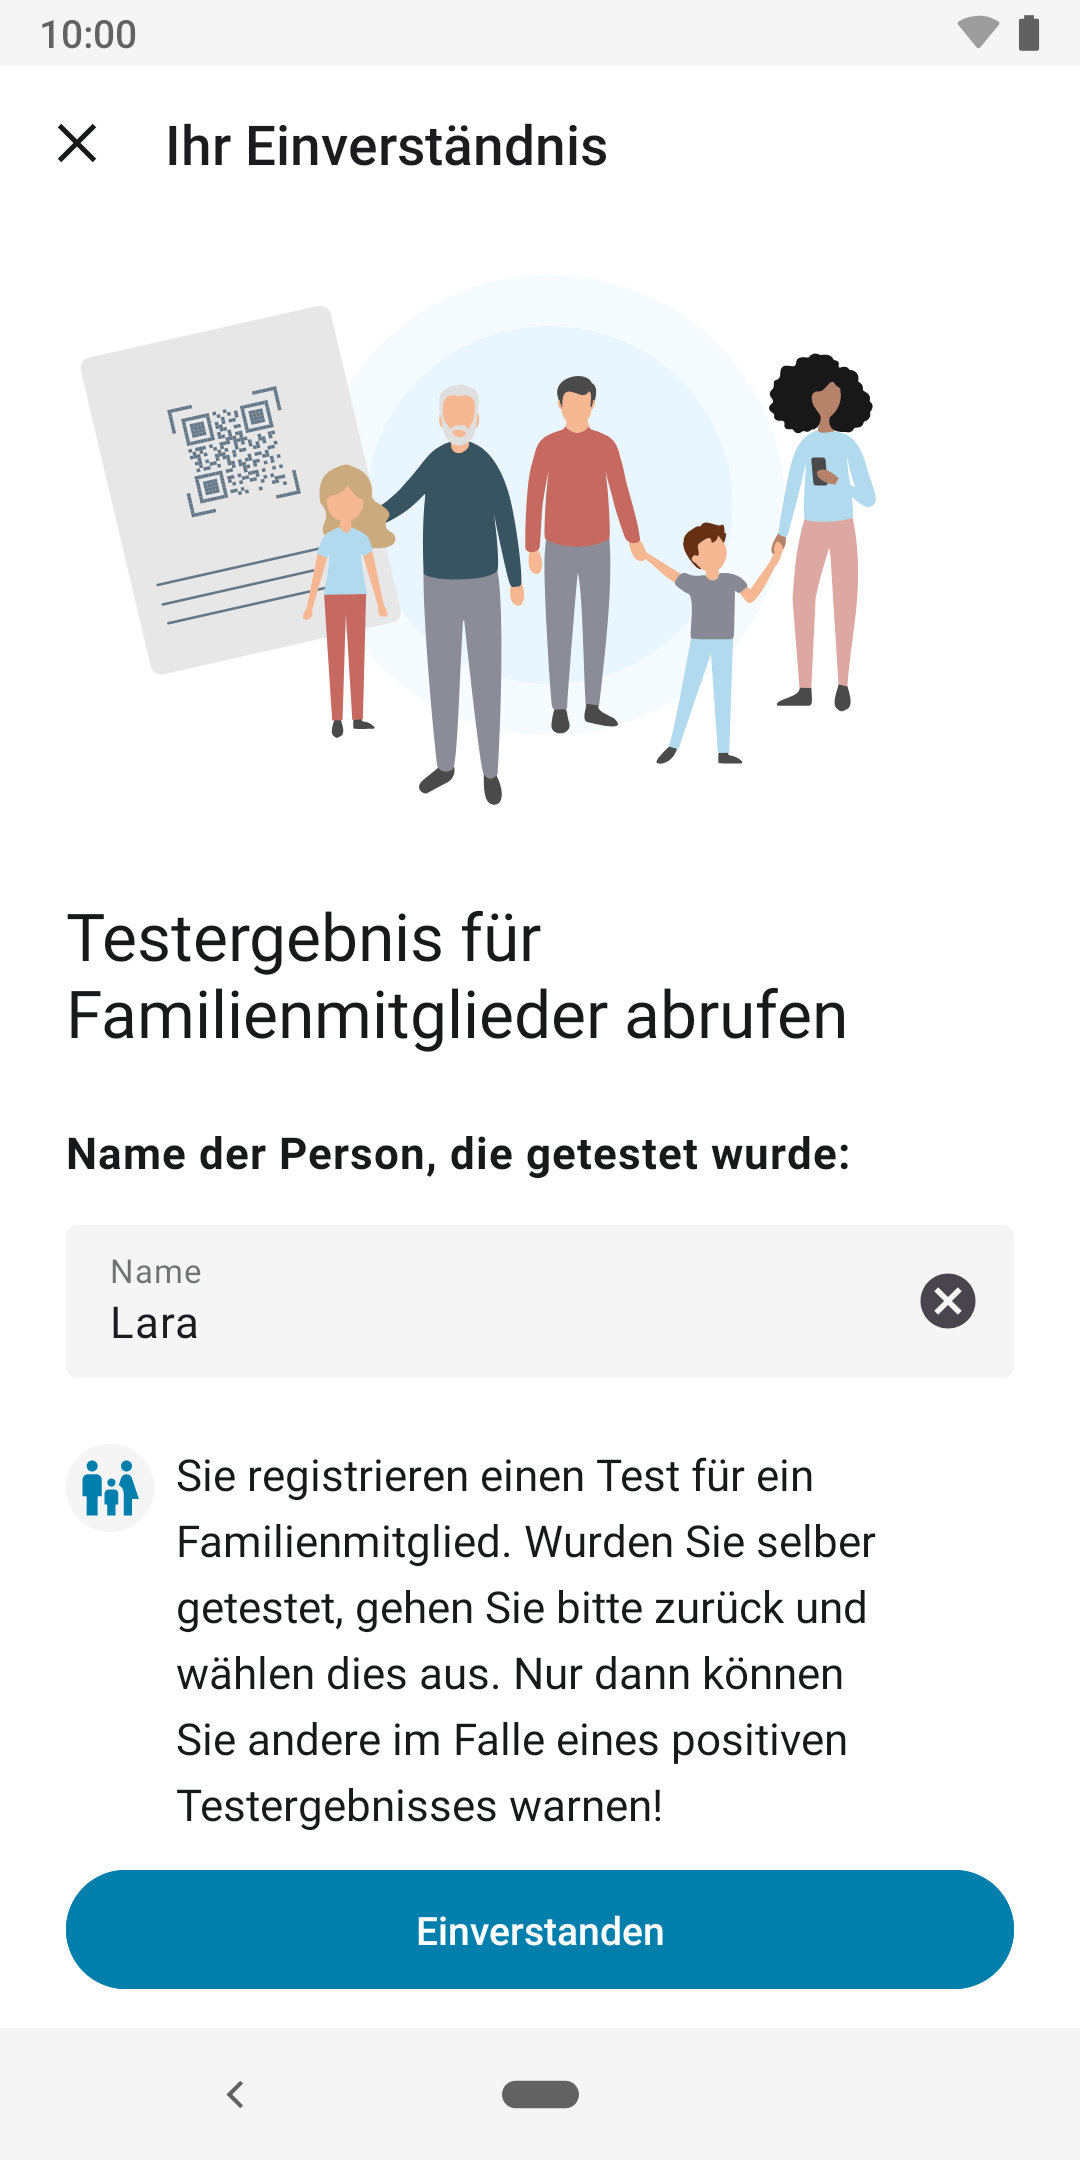 10:00
Ihr Einverständnis
Testergebnis für
Familienmitglieder abrufen
Name der Person, die getestet wurde:
Name
Lara
Sie registrieren einen Test für ein
Familienmitglied. Wurden Sie selber
getestet, gehen Sie bitte zurück und
wählen dies aus. Nur dann können
Sie andere im Falle eines positiven
Testergebnisses warnen!
Einverstanden